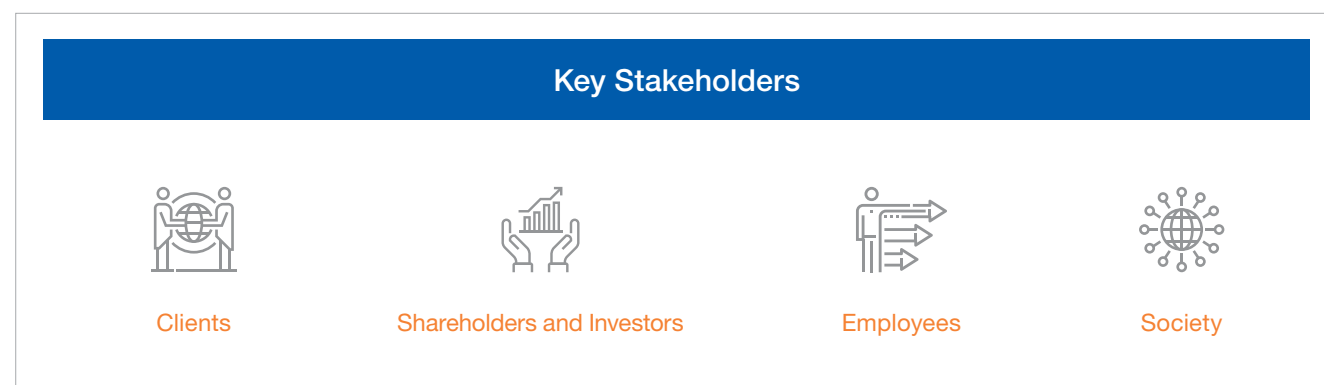 Key Stakeholders
Clients
Shareholders and Investors
Employees
Society